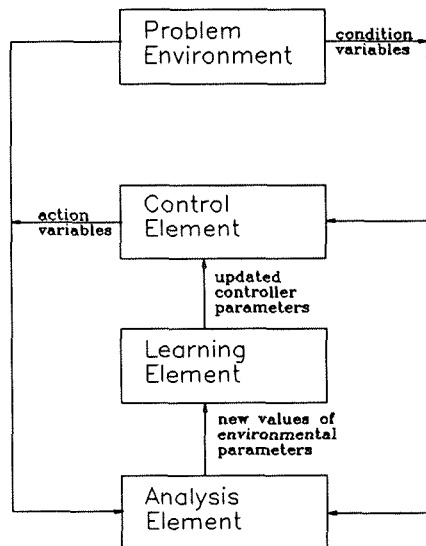 Problem
Environment
condition
variables
Control
Element
action
variables
updated
controller
parameters
Learning
Element
new values of
environmental
parameters
Analysis
Element